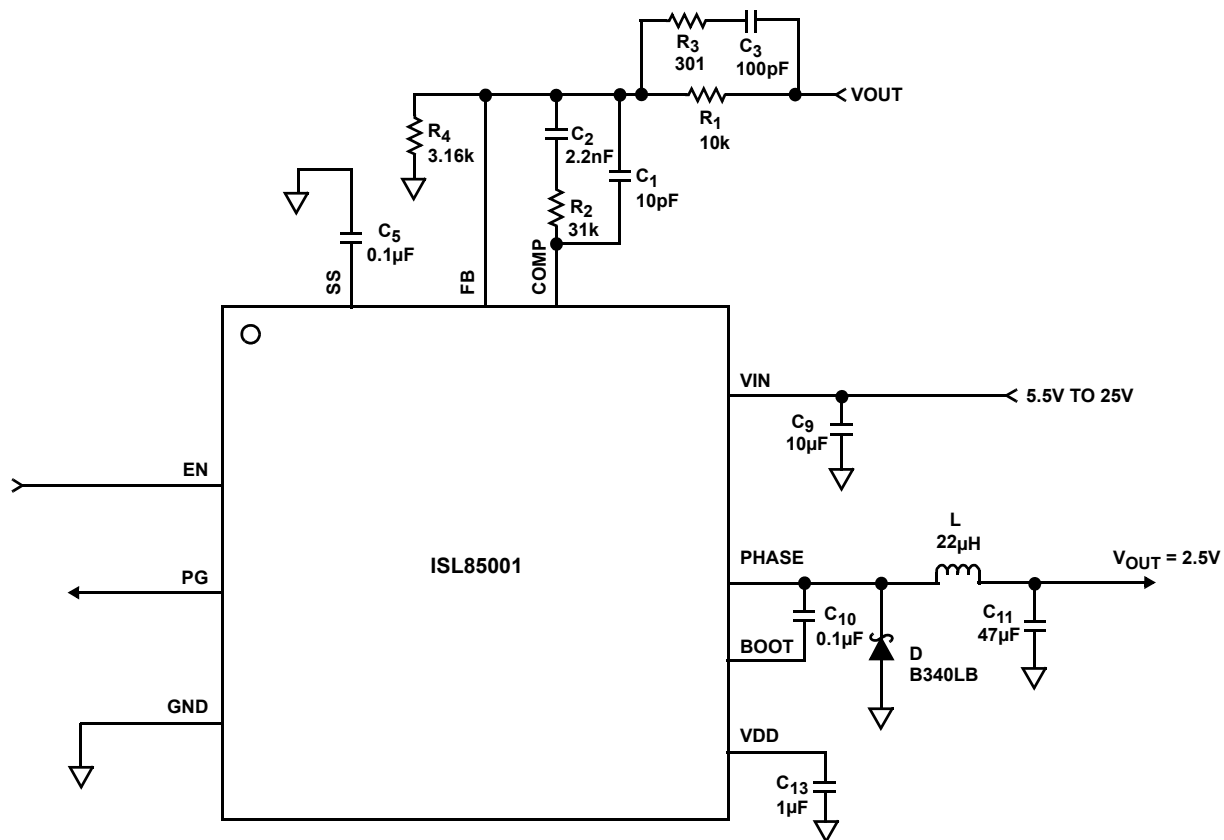 R3
301
C3
100pF
VOUT
R1
10k
R4
3.16k
C2
2.2nF
C1
10pF
R2
31k
C5
0.1µF
SS
FB
COMP
VIN
5.5V TO 25V
C9
10µF
EN
L
22µH
PHASE
VOUT = 2.5V
ISL85001
PG
C10
0.1µF
C11
47µF
BOOT
D
B340LB
GND
VDD
C13
1µF